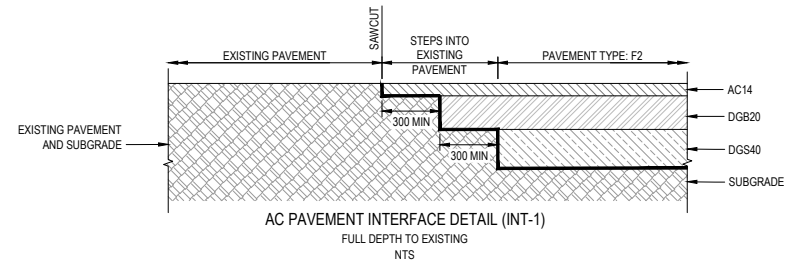 SAWCUT
EXISTING PAVEMENT
STEPS INTO
EXISTING
PAVEMENT
PAVEMENT TYPE: F2
AC14
300 MIN
DGB20
EXISTING PAVEMENT
AND SUBGRADE
300 MIN
DGS40
SUBGRADE
AC PAVEMENT INTERFACE DETAIL (INT-1)
FULL DEPTH TO EXISTING
NTS